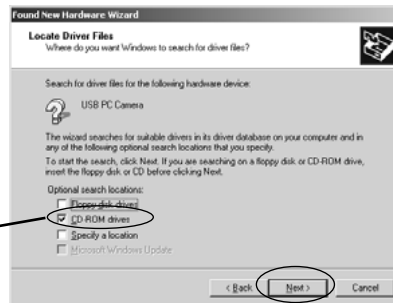 Found New Hardware Wizard
Locate Driver Files
Where do you want Windows to search for driver files?
Search for driver files for the following hardware device:
USB PC Camera
The wizard searches for suitable drivers in its driver database on your computer and in
any of the following optional search locations that you specify.
To start the search, click Next. If you are searching on a floppy disk or CD-ROM drive,
insert the floppy disk or CD before clicking Next.
Optional search locations:
Floppy disk drives
CD-ROM drives
Specify a location
Microsoft Windows Update
< Back
Next >
Cancel